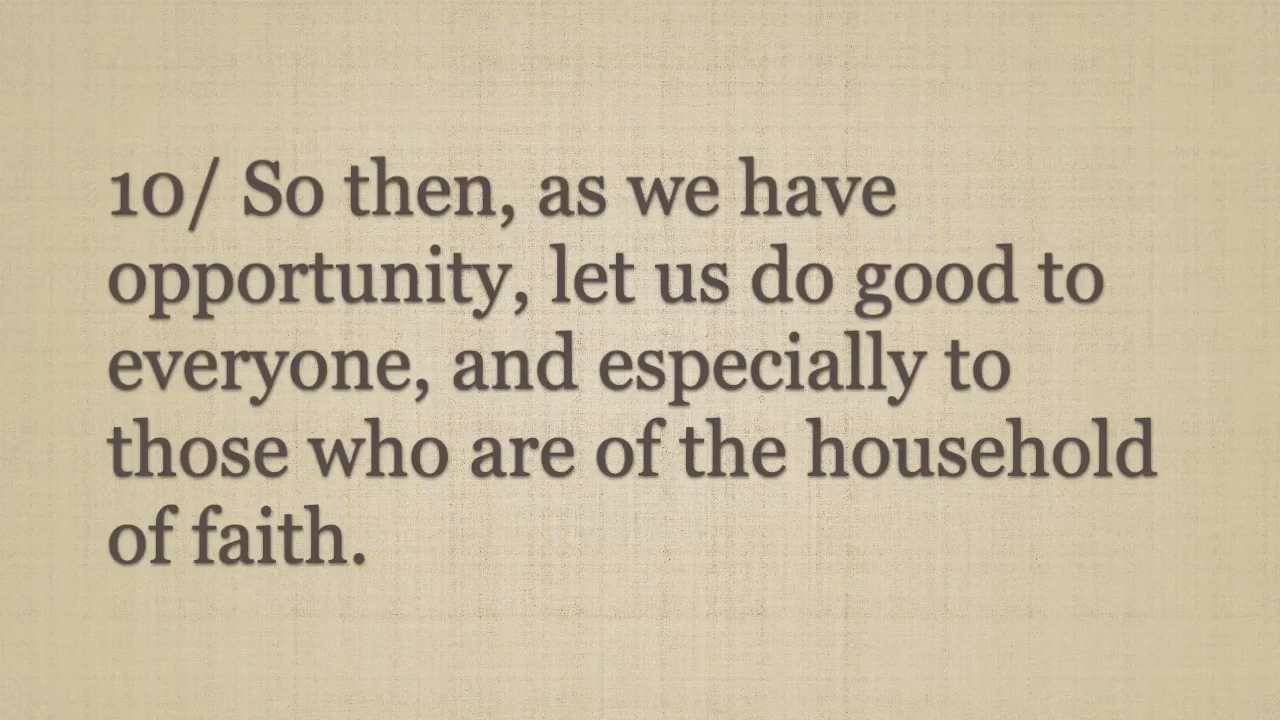 10/ So then, as we have
opportunity, let us do good to
everyone, and especially to
those who are of the household
of faith.